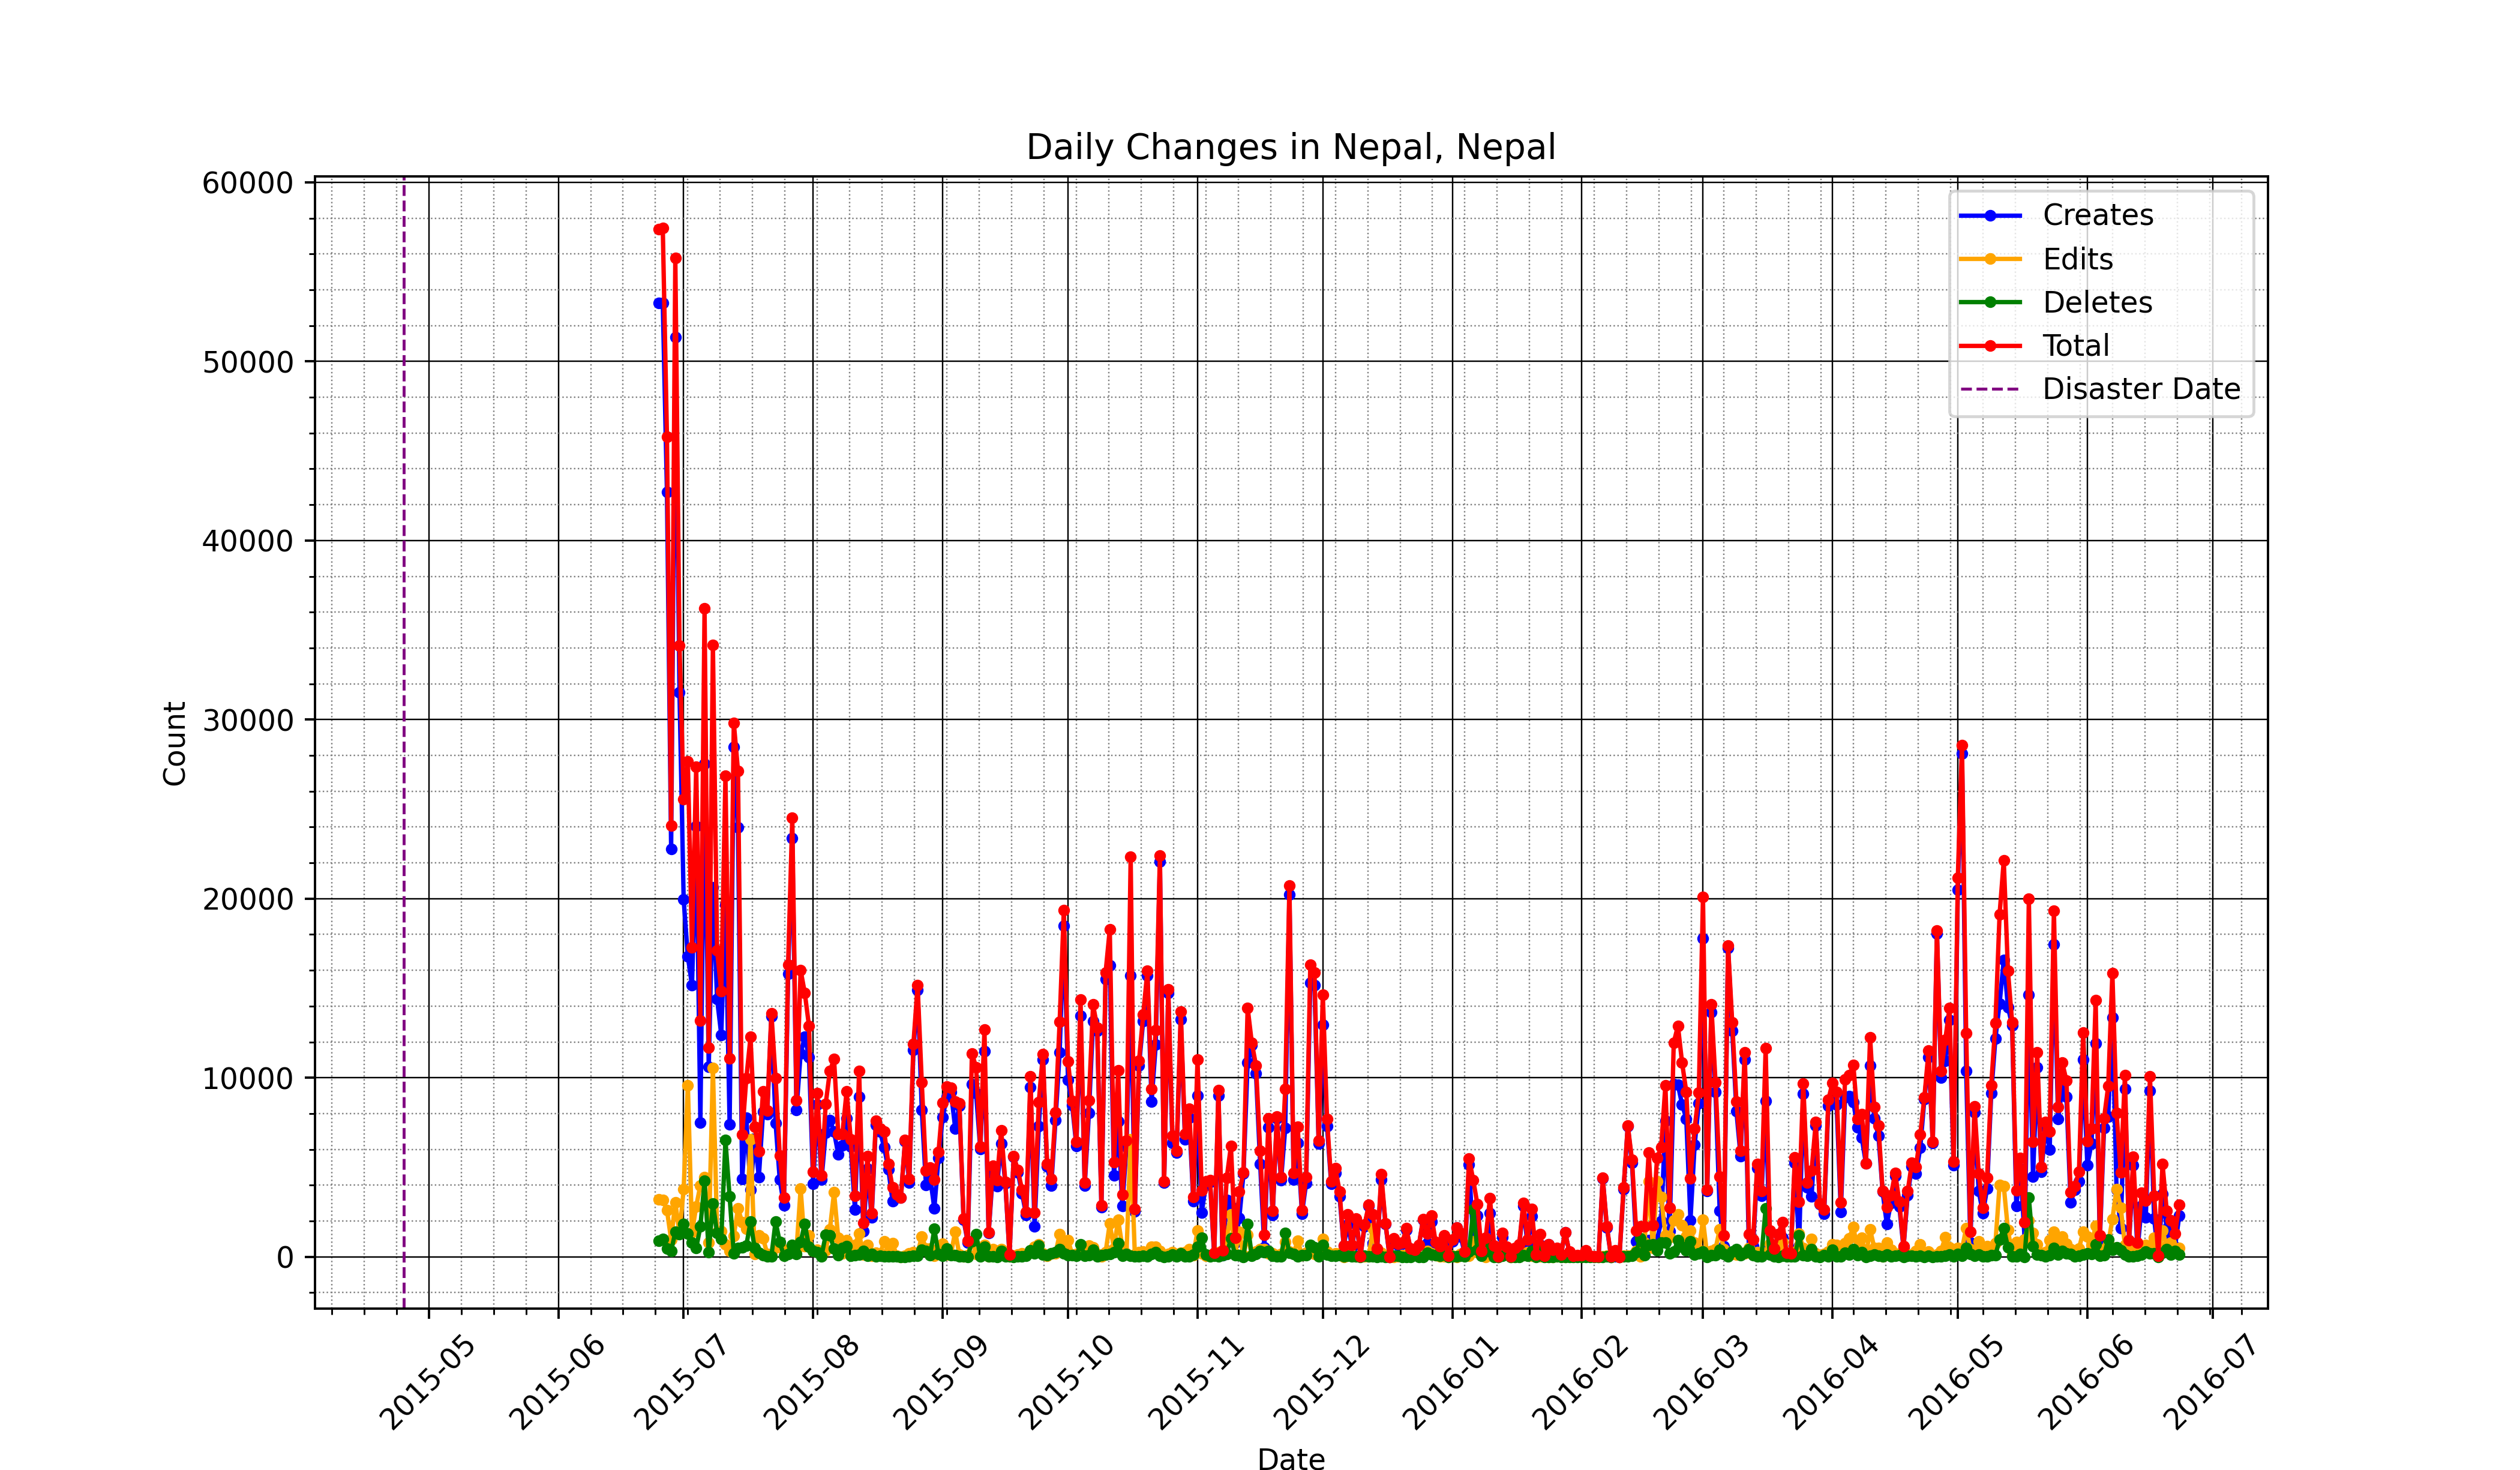 Daily Changes in Nepal, Nepal
60000
50000
40000
30000
20000
10000
0
Count
Creates
Edits
Deletes
Total
Disaster Date
2015-05
2015-06
2015-07
2015-08
2015-09
2015-10
2015-11
2015-12
2016-01
2016-02
2016-03
2016-04
2016-05
2016-06
2016-07
Date